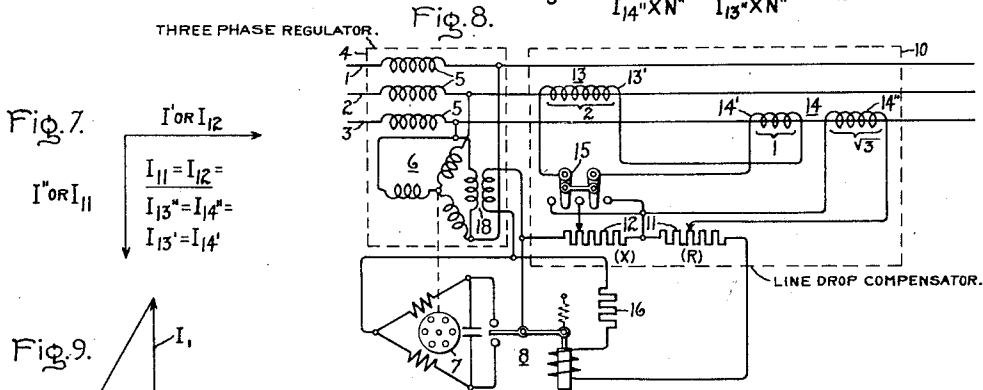 I₁₄"XN" I₁₃"XN"
Fig. 8.
THREE PHASE REGULATOR.
4
10
1
5
13
13'
2
5
2
14'
14
14"
3
5
1
√3
15
6
18
12
11
(X)
(R)
LINE DROP COMPENSATOR.
16
7
8
Fig. 7.
I' OR I₁₂
I" OR I₁₁
I₁₁ = I₁₂ =
I₁₃" = I₁₄" =
I₁₃' = I₁₄'
Fig. 9.
I₁